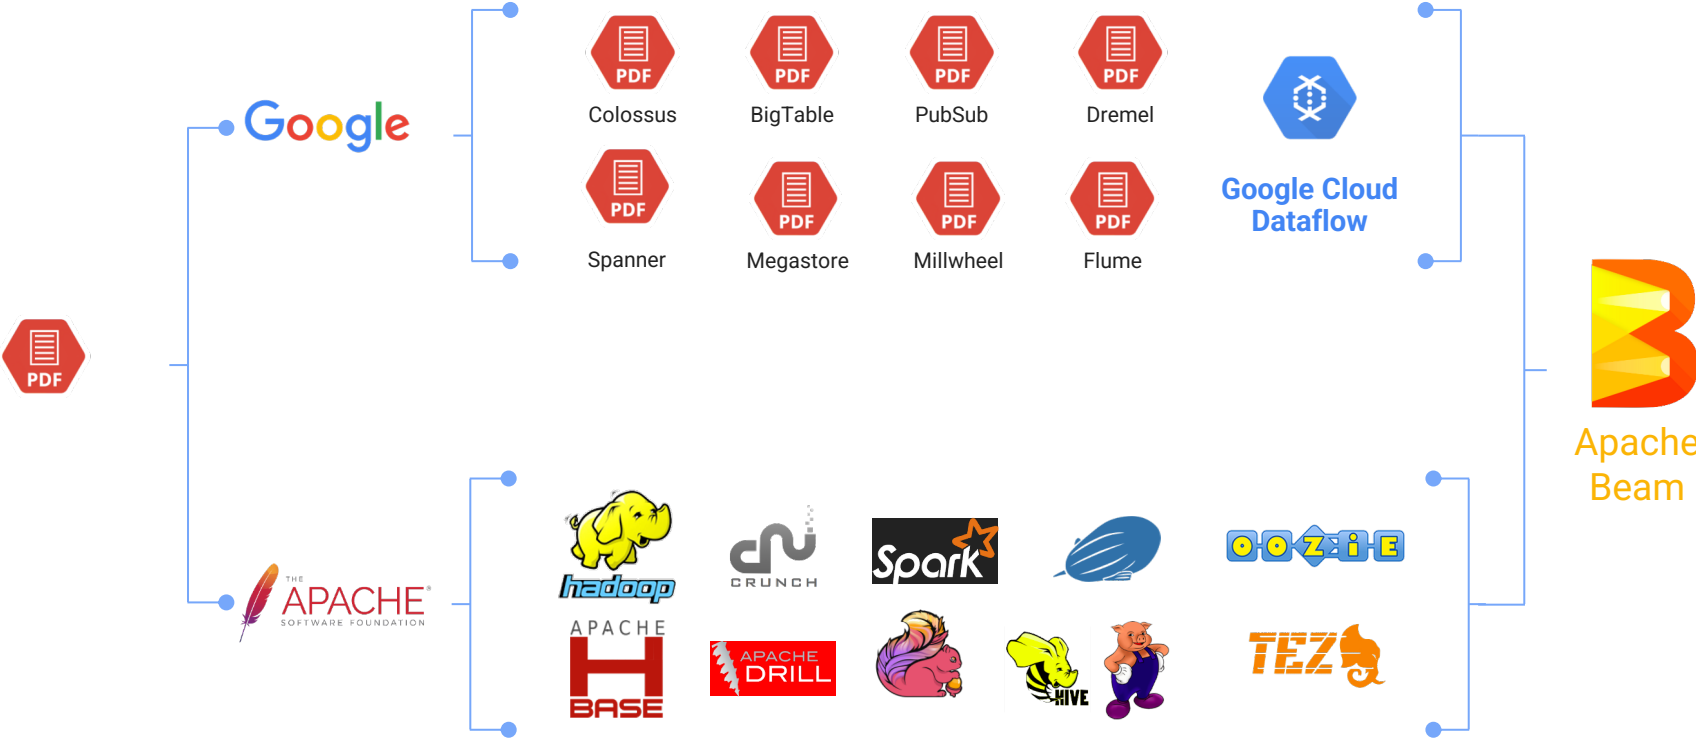 PDF
PDF
PDF
PDF
Colossus
BigTable
PubSub
Dremel
Google
PDF
PDF
PDF
PDF
Spanner
Megastore
Millwheel
Flume
Google Cloud
Dataflow
PDF
Apache
Beam
THE
APACHE®
SOFTWARE FOUNDATION
hadoop
CRUNCH
Spark
OOZiE
APACHE
H
BASE
APACHE
DRILL
HIVE
TEZ